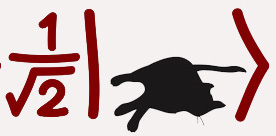 1/√2 | ⟩